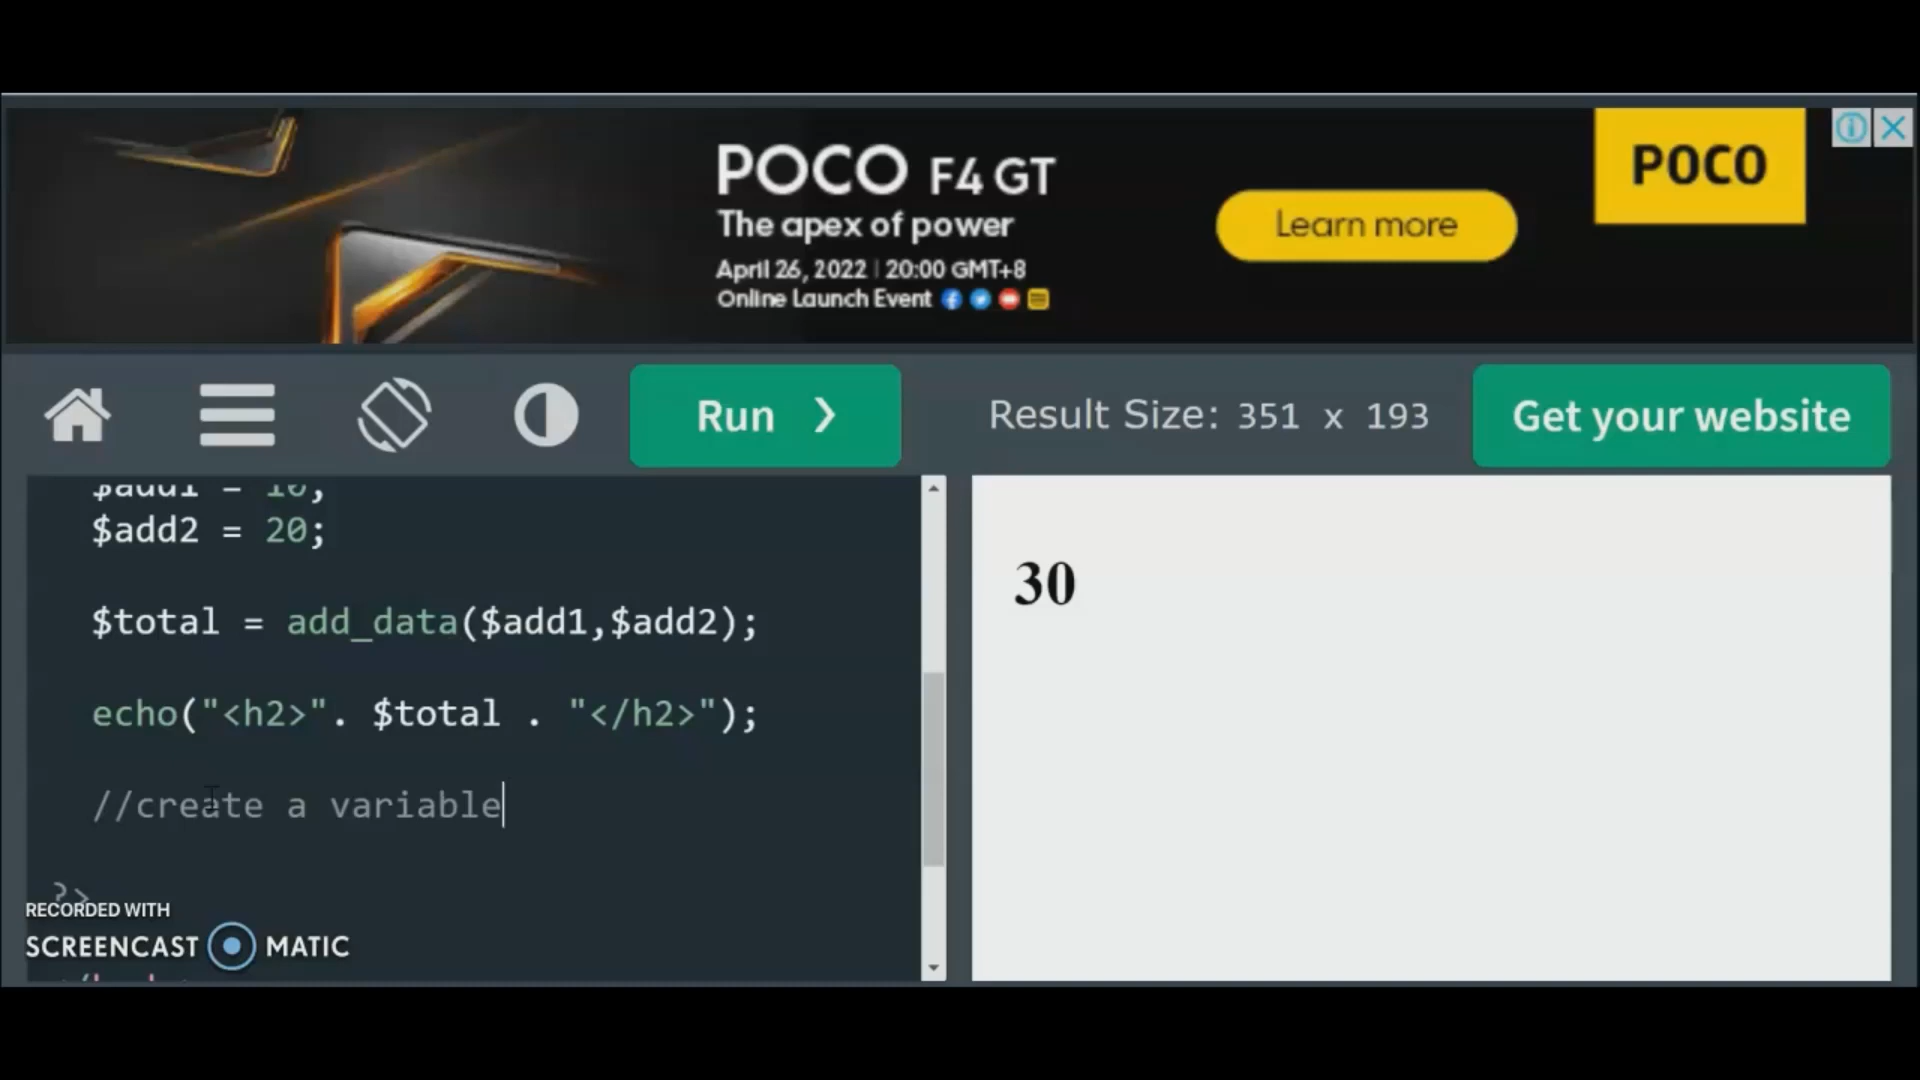 POCO F4 GT
The apex of power
April 26, 2022 | 20:00 GMT+8
Online Launch Event
Learn more
POCO
Run ❯
Result Size: 351 x 193
Get your website
$add1 = 10;
$add2 = 20;
$total = add_data($add1,$add2);
echo("<h2>". $total . "</h2>");
//create a variable
?>
30
RECORDED WITH
SCREENCAST MATIC